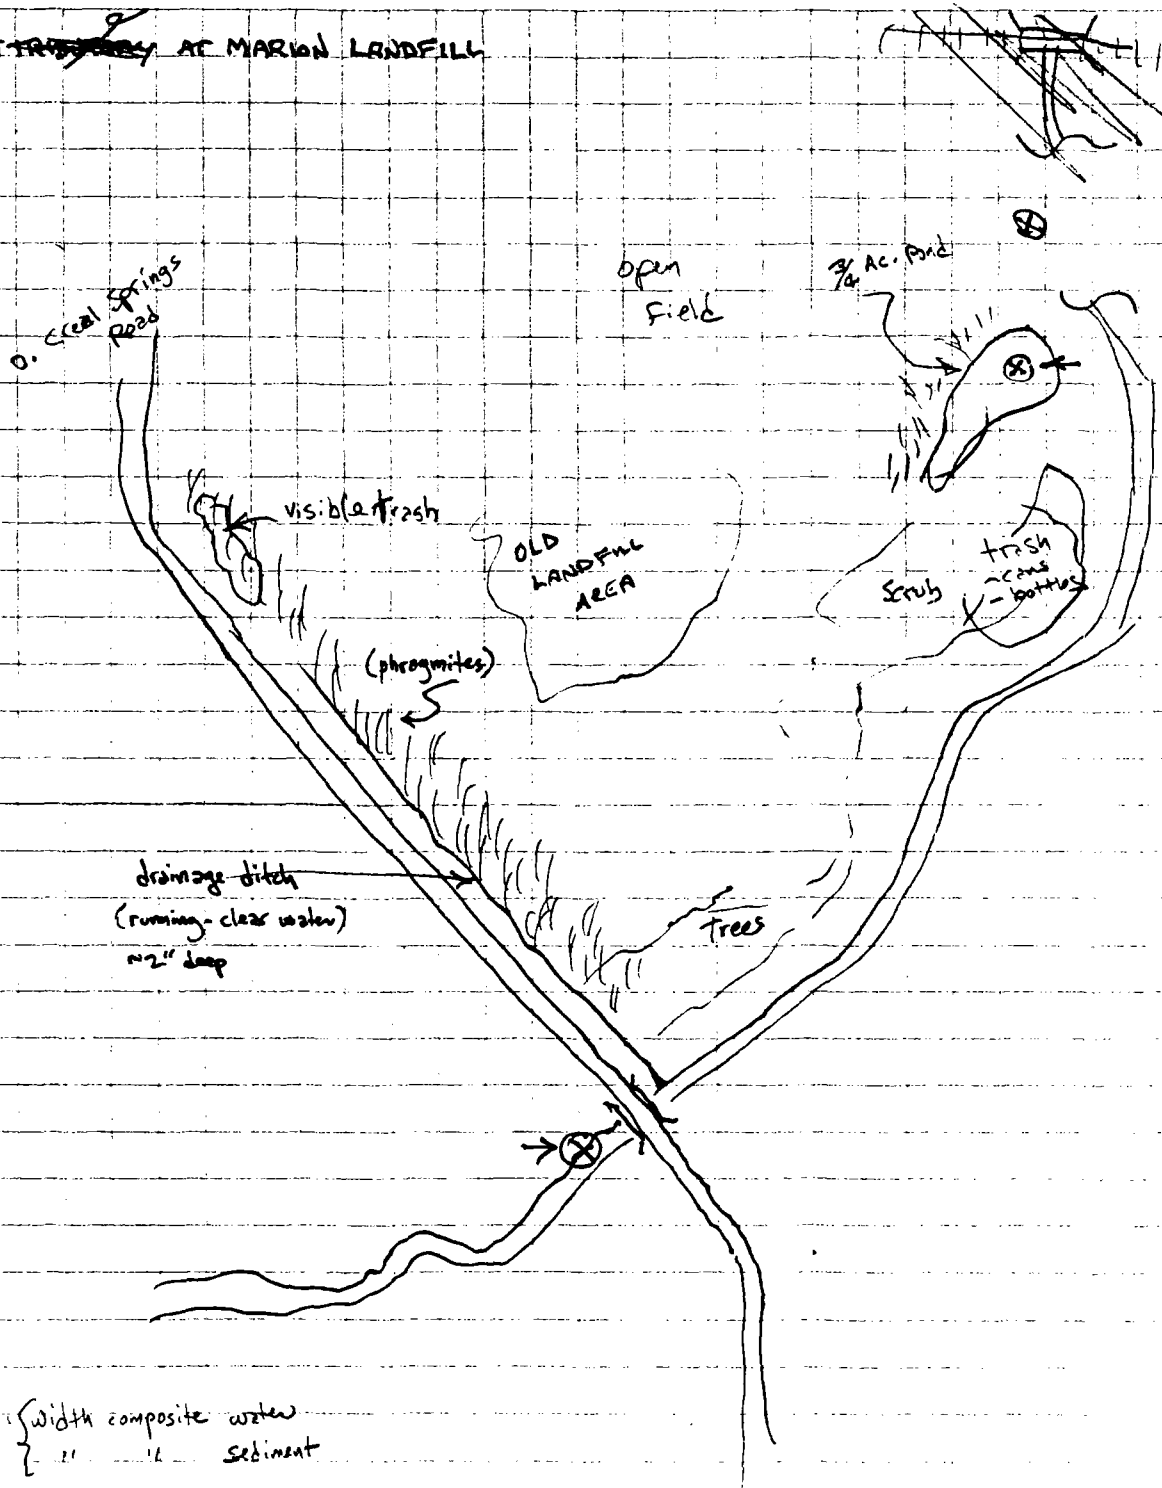 AT MARION LANDFILL
O. Creal Springs
Road
open
Field
3/4 Ac. Pond
visible trash
OLD
LANDFILL
AREA
Scrub
trash
- cans
- bottles
(phragmites)
drainage ditch
(running - clear water)
~2" deep
Trees
width composite water
" " sediment